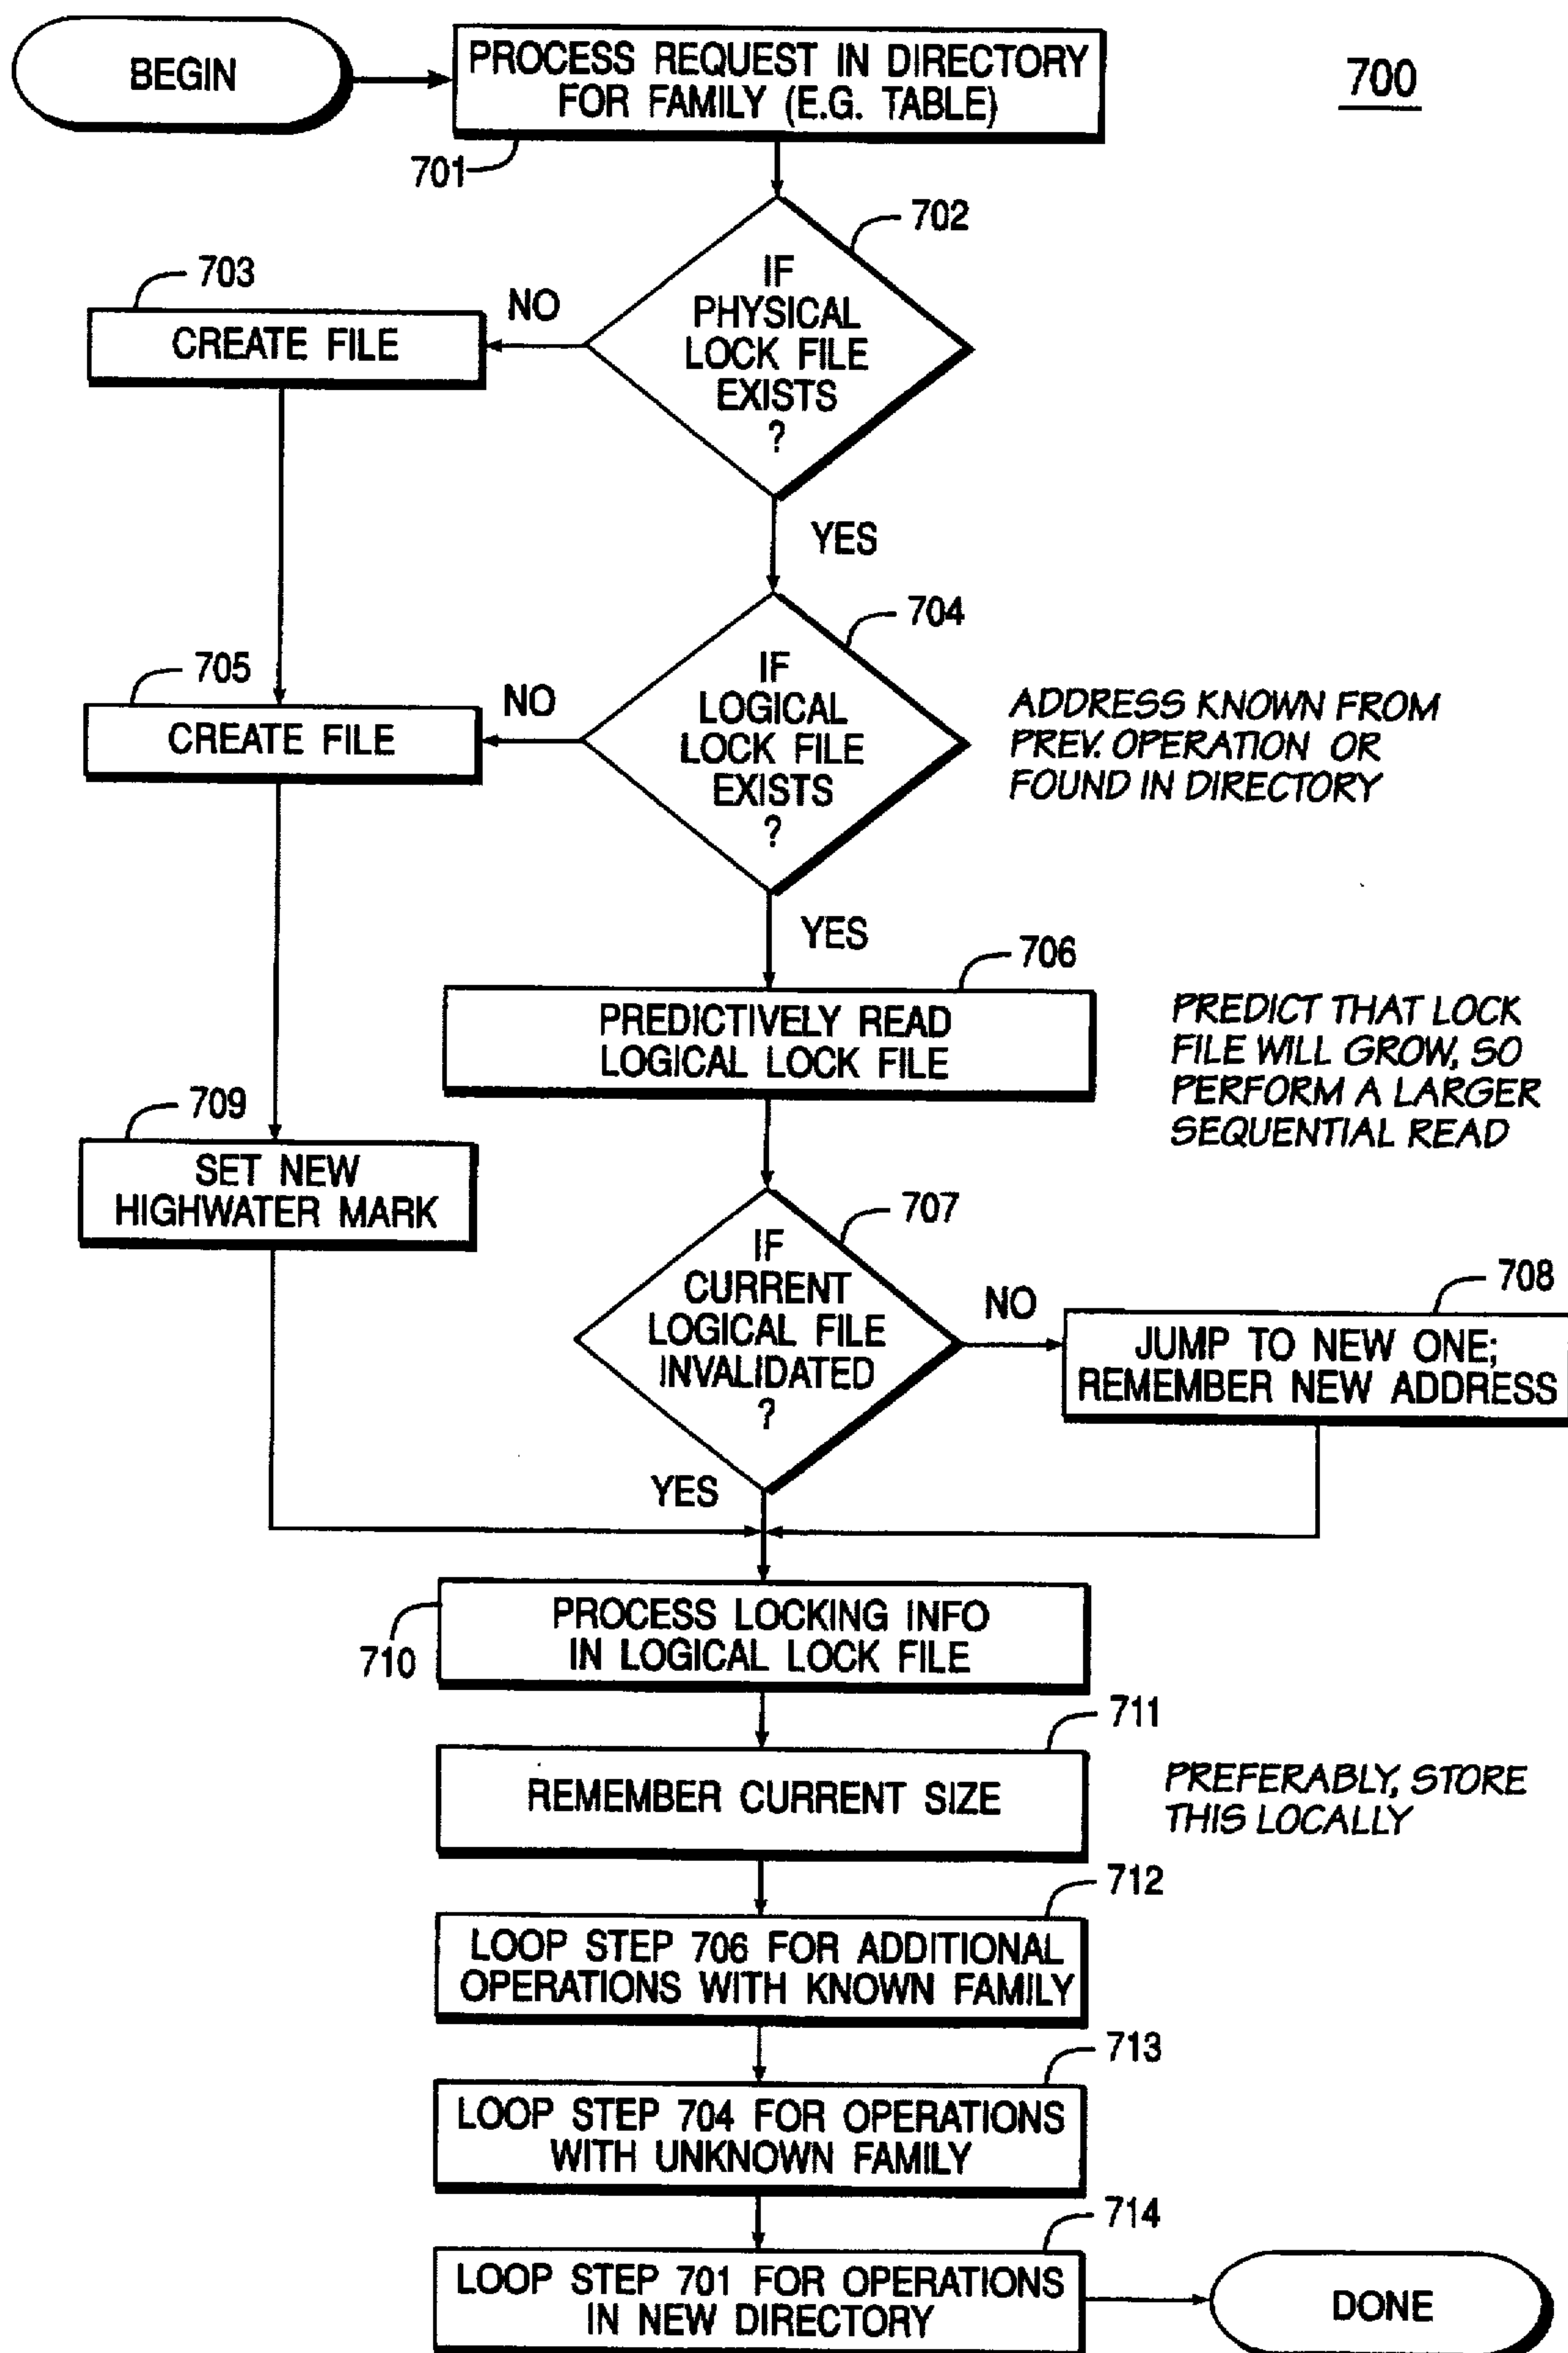 BEGIN
PROCESS REQUEST IN DIRECTORY
FOR FAMILY (E.G. TABLE)
700
701
702
IF
PHYSICAL
LOCK FILE
EXISTS
?
NO
703
CREATE FILE
YES
704
IF
LOGICAL
LOCK FILE
EXISTS
?
NO
705
CREATE FILE
ADDRESS KNOWN FROM
PREV. OPERATION OR
FOUND IN DIRECTORY
YES
706
PREDICTIVELY READ
LOGICAL LOCK FILE
PREDICT THAT LOCK
FILE WILL GROW, SO
PERFORM A LARGER
SEQUENTIAL READ
709
SET NEW
HIGHWATER MARK
707
IF
CURRENT
LOGICAL FILE
INVALIDATED
?
NO
708
JUMP TO NEW ONE;
REMEMBER NEW ADDRESS
YES
PROCESS LOCKING INFO
IN LOGICAL LOCK FILE
710
711
REMEMBER CURRENT SIZE
PREFERABLY, STORE
THIS LOCALLY
712
LOOP STEP 706 FOR ADDITIONAL
OPERATIONS WITH KNOWN FAMILY
713
LOOP STEP 704 FOR OPERATIONS
WITH UNKNOWN FAMILY
714
LOOP STEP 701 FOR OPERATIONS
IN NEW DIRECTORY
DONE